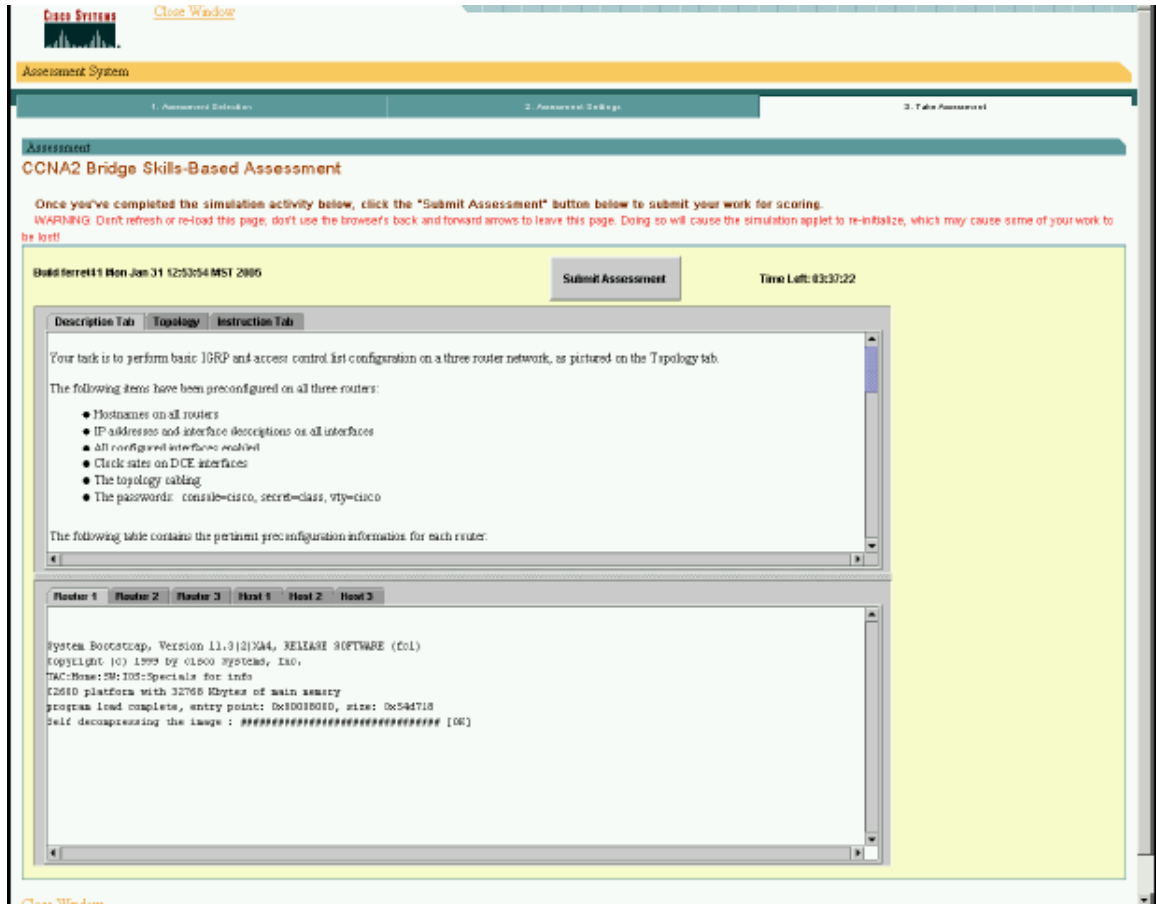 CISCO SYSTEMS
Close Window
Assessment System
1. Assessment Selection
2. Assessment Settings
3. Take Assessment
Assessment
CCNA2 Bridge Skills-Based Assessment
Once you've completed the simulation activity below, click the "Submit Assessment" button below to submit your work for scoring.
WARNING: Don't refresh or re-load this page; don't use the browser's back and forward arrows to leave this page. Doing so will cause the simulation applet to re-initialize, which may cause some of your work to
be lost!
Build ferret41 Mon Jan 31 12:53:54 MST 2005
Submit Assessment
Time Left: 03:37:22
Description Tab
Topology
Instruction Tab
Your task is to perform basic IGRP and access control list configuration on a three router network, as pictured on the Topology tab.
The following items have been preconfigured on all three routers:
● Hostnames on all routers
● IP addresses and interface descriptions on all interfaces
● All configured interfaces enabled
● Clock rates on DCE interfaces
● The topology cabling
● The passwords: console=cisco, secret=class, vty=cisco
The following table contains the pertinent preconfiguration information for each router:
Router 1
Router 2
Router 3
Host 1
Host 2
Host 3
System Bootstrap, Version 11.3(2)XA4, RELEASE SOFTWARE (fc1)
Copyright (c) 1999 by cisco Systems, Inc.
TAC:Home:SW:IOS:Specials for info
C2600 platform with 32768 Kbytes of main memory
program load complete, entry point: 0x80008000, size: 0x54d718
Self decompressing the image : ################################ [OK]
Close Window